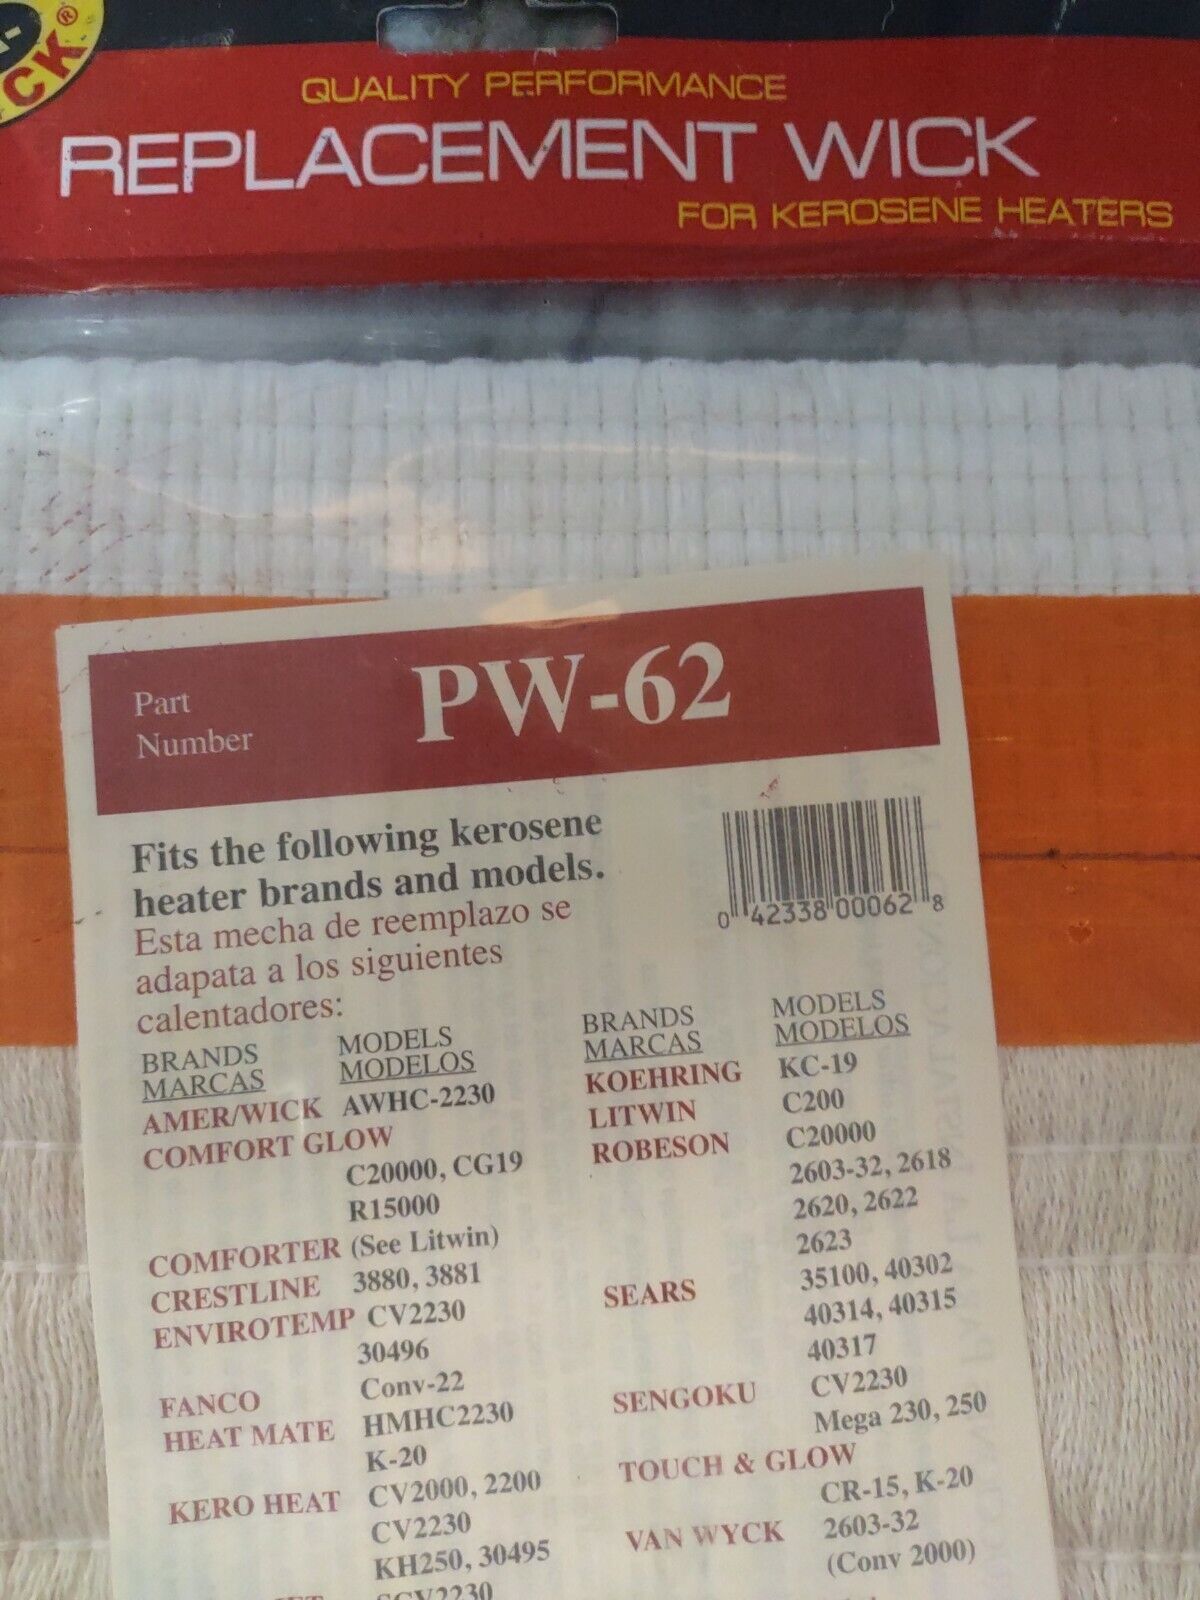 CK®
QUALITY PERFORMANCE
REPLACEMENT WICK
FOR KEROSENE HEATERS
Part
Number
PW-62
Fits the following kerosene
heater brands and models.
Esta mecha de reemplazo se
adapata a los siguientes
calentadores:
0 42338 00062 8
BRANDS MODELS
MARCAS MODELOS
AMER/WICK AWHC-2230
COMFORT GLOW
C20000, CG19
R15000
COMFORTER (See Litwin)
CRESTLINE 3880, 3881
ENVIROTEMP CV2230
30496
FANCO Conv-22
HEAT MATE HMHC2230
K-20
KERO HEAT CV2000, 2200
CV2230
KH250, 30495
SCV2230
BRANDS MODELS
MARCAS MODELOS
KOEHRING KC-19
LITWIN C200
ROBESON C20000
2603-32, 2618
2620, 2622
2623
SEARS 35100, 40302
40314, 40315
40317
SENGOKU CV2230
Mega 230, 250
TOUCH & GLOW
CR-15, K-20
VAN WYCK 2603-32
(Conv 2000)